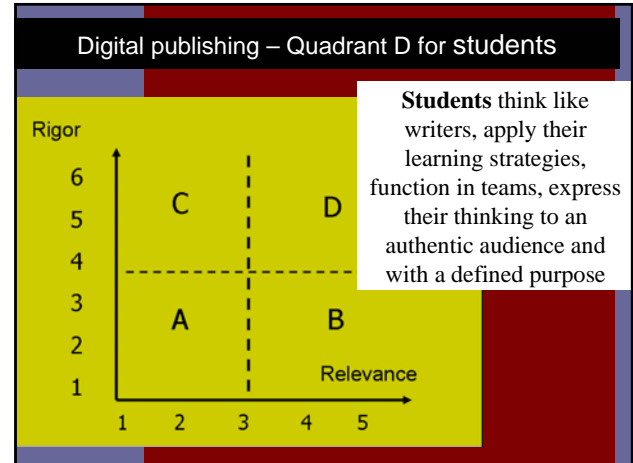 Digital publishing – Quadrant D for students
Students think like
writers, apply their
learning strategies,
function in teams, express
their thinking to an
authentic audience and
with a defined purpose
Rigor
6
5
4
3
2
1
C
D
A
B
Relevance
1 2 3 4 5